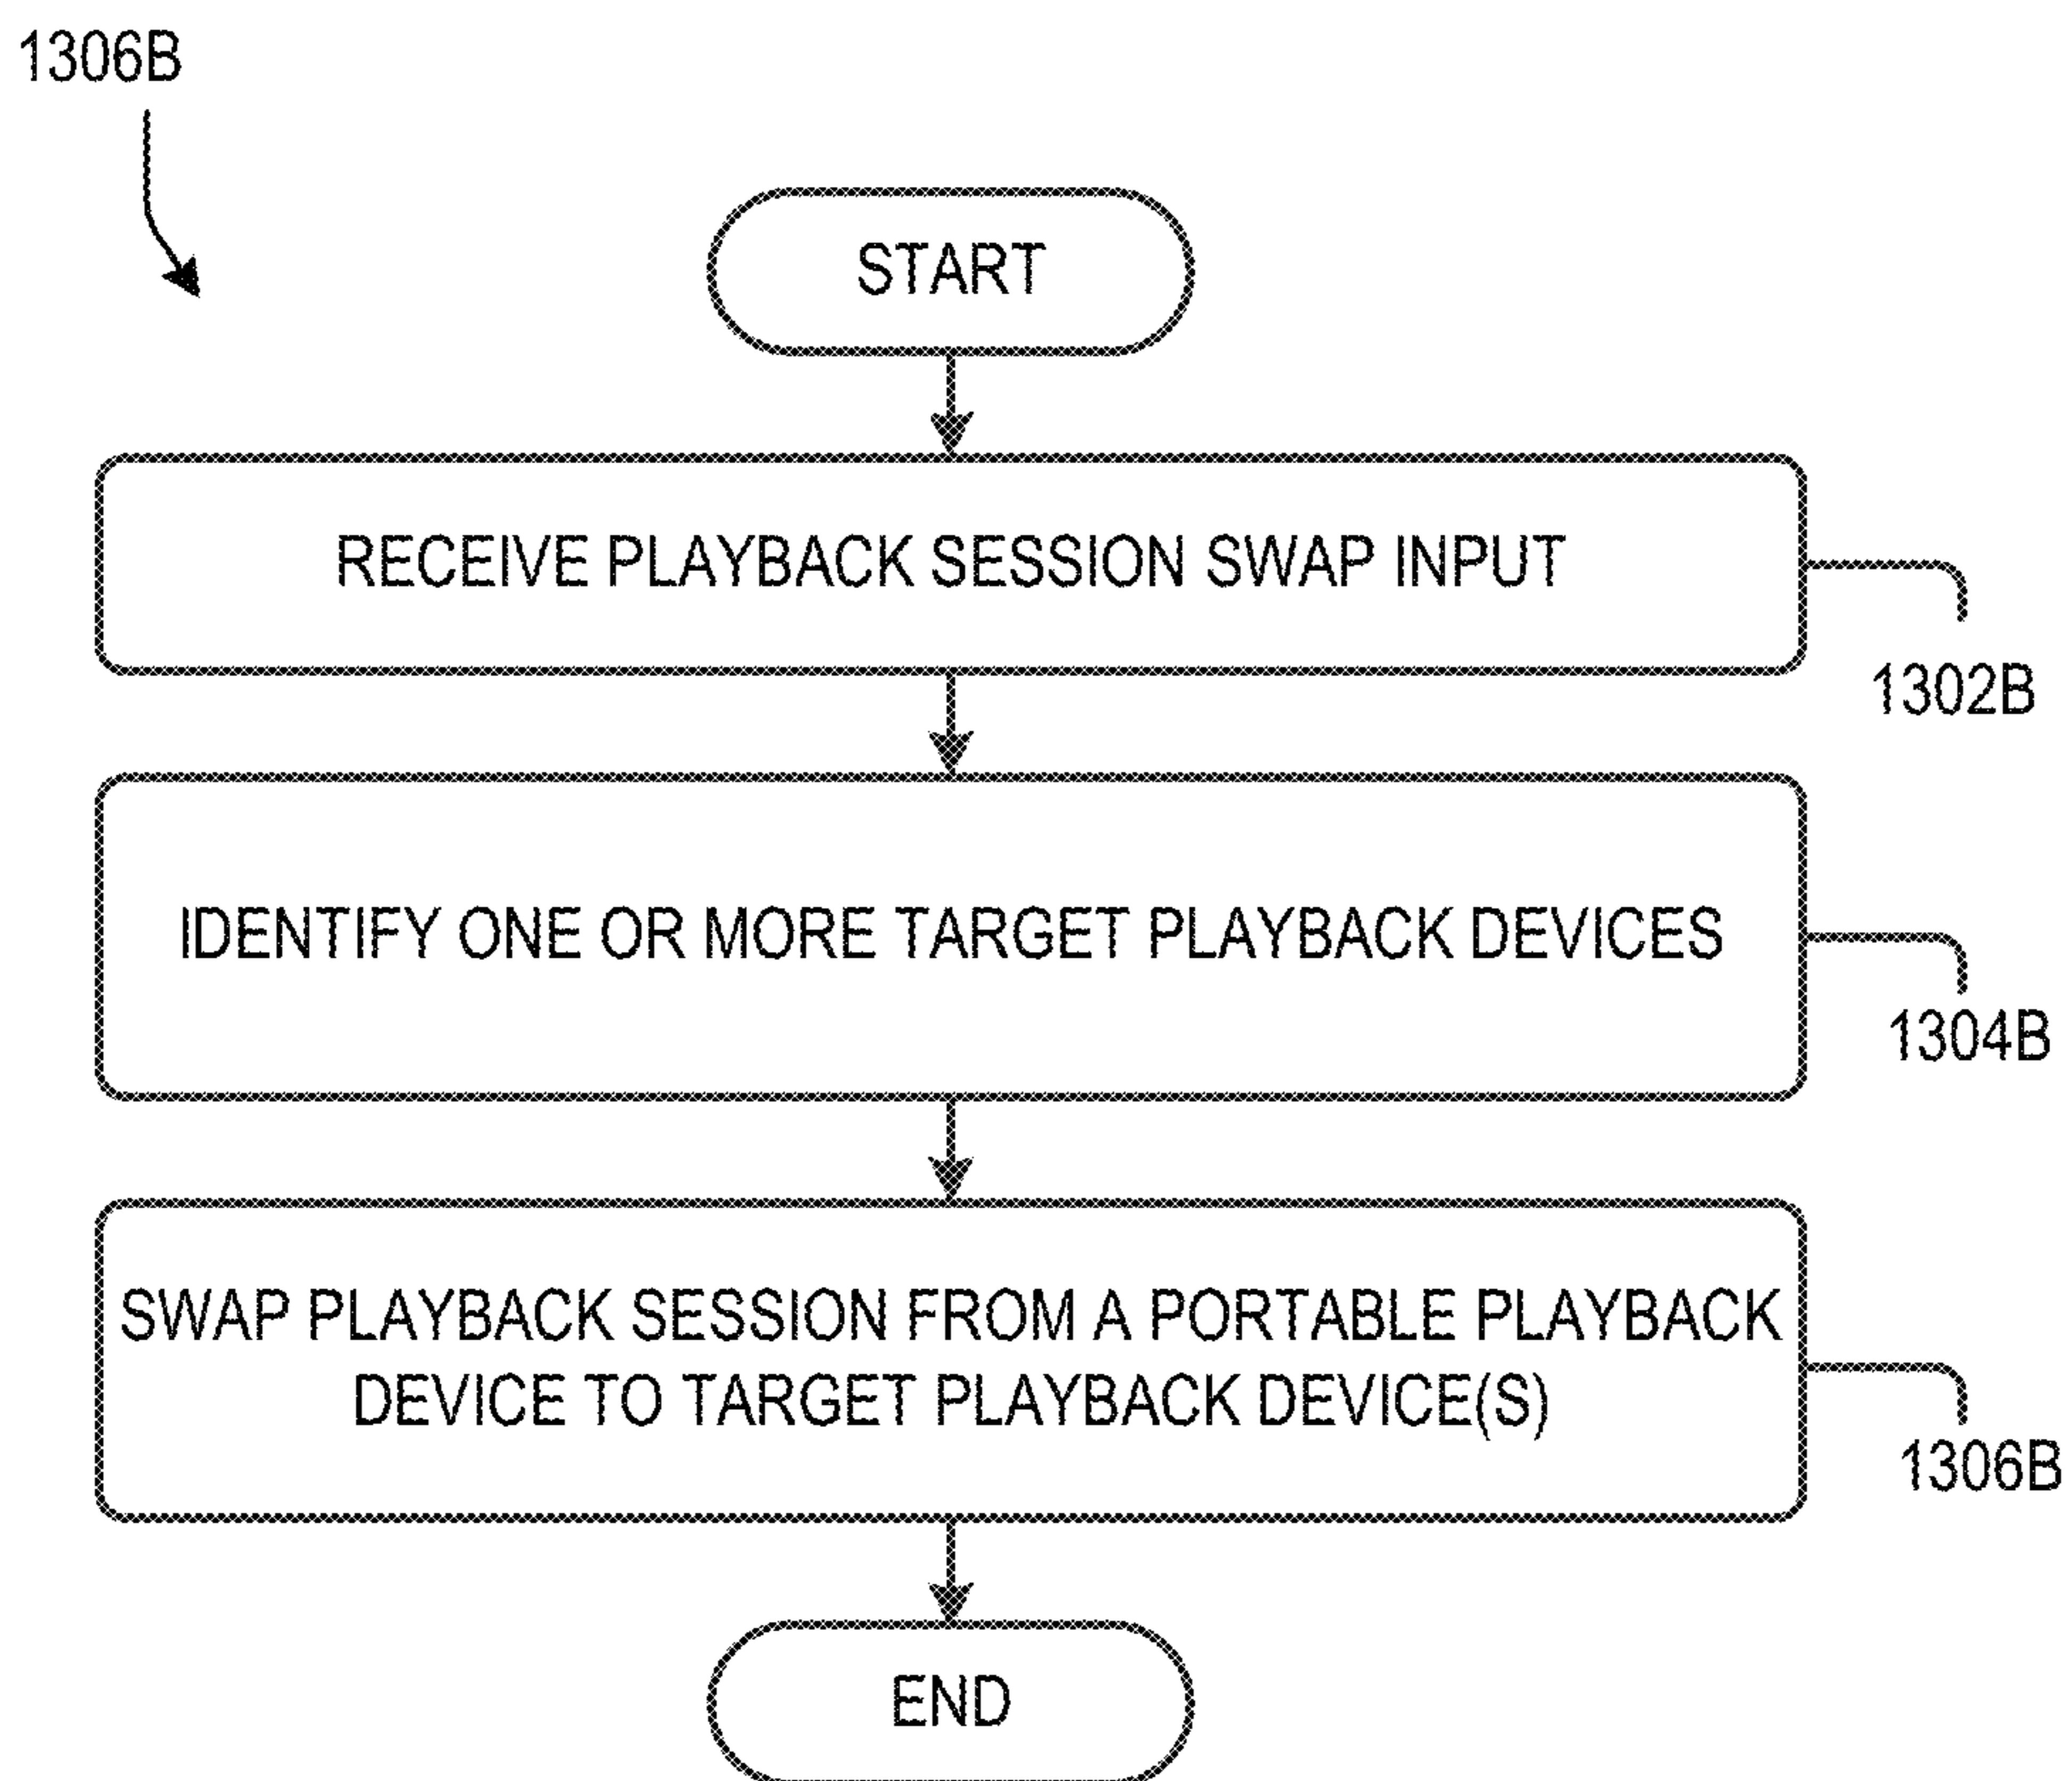 1306B
START
RECEIVE PLAYBACK SESSION SWAP INPUT
1302B
IDENTIFY ONE OR MORE TARGET PLAYBACK DEVICES
1304B
SWAP PLAYBACK SESSION FROM A PORTABLE PLAYBACK
DEVICE TO TARGET PLAYBACK DEVICE(S)
1306B
END